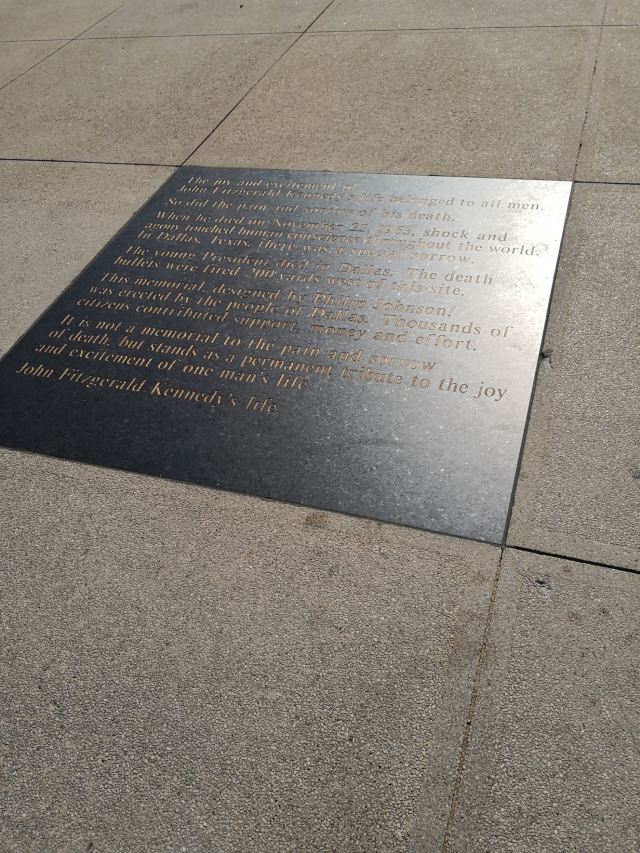 The joy and excitement of
John Fitzgerald Kennedy's life belonged to all men.
So did the pain and sorrow of his death.
When he died on November 22, 1963, shock and
agony touched human conscience throughout the world.
In Dallas, Texas, there was a special sorrow.
The young President died in Dallas. The death
bullets were fired 200 yards west of this site.
This memorial, designed by Philip Johnson,
was erected by the people of Dallas. Thousands of
citizens contributed support, money and effort.
It is not a memorial to the pain and sorrow
of death, but stands as a permanent tribute to the joy
and excitement of one man's life.
John Fitzgerald Kennedy's life.